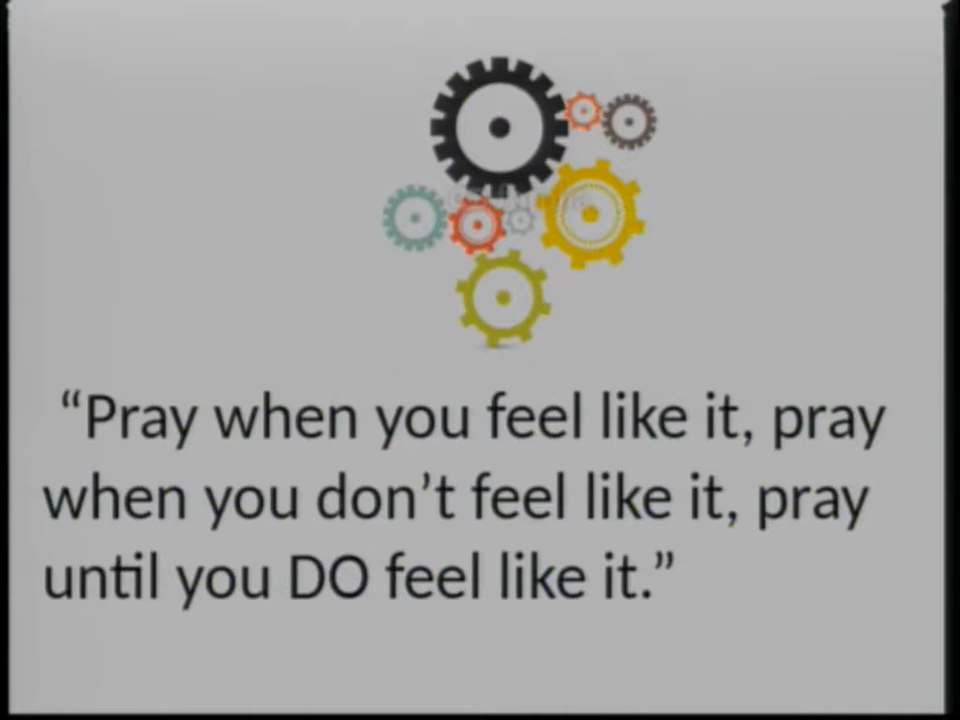 “Pray when you feel like it, pray
when you don’t feel like it, pray
until you DO feel like it.”